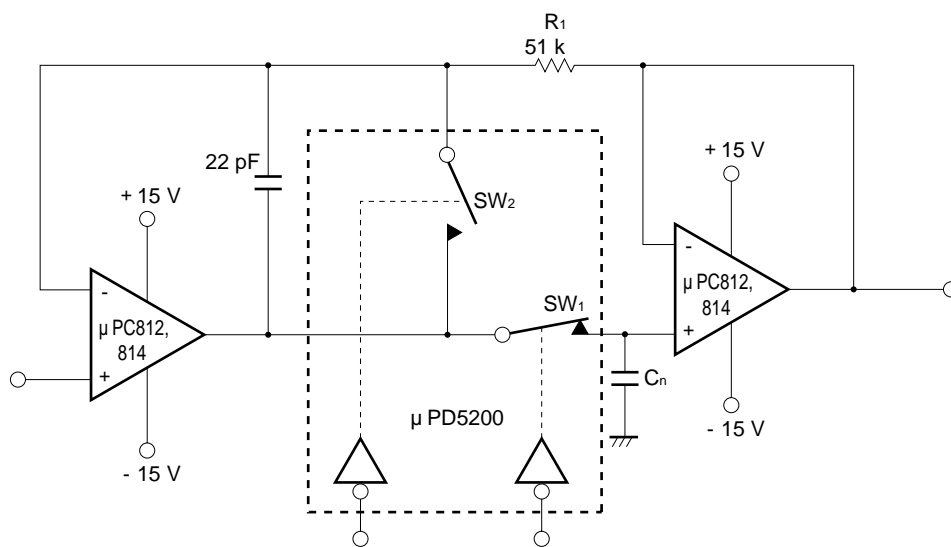 R₁
51 k
22 pF
+ 15 V
SW₂
+ 15 V
-
µ PC812,
814
+
SW₁
-
µ PC812,
814
+
Cₙ
- 15 V
µ PD5200
- 15 V